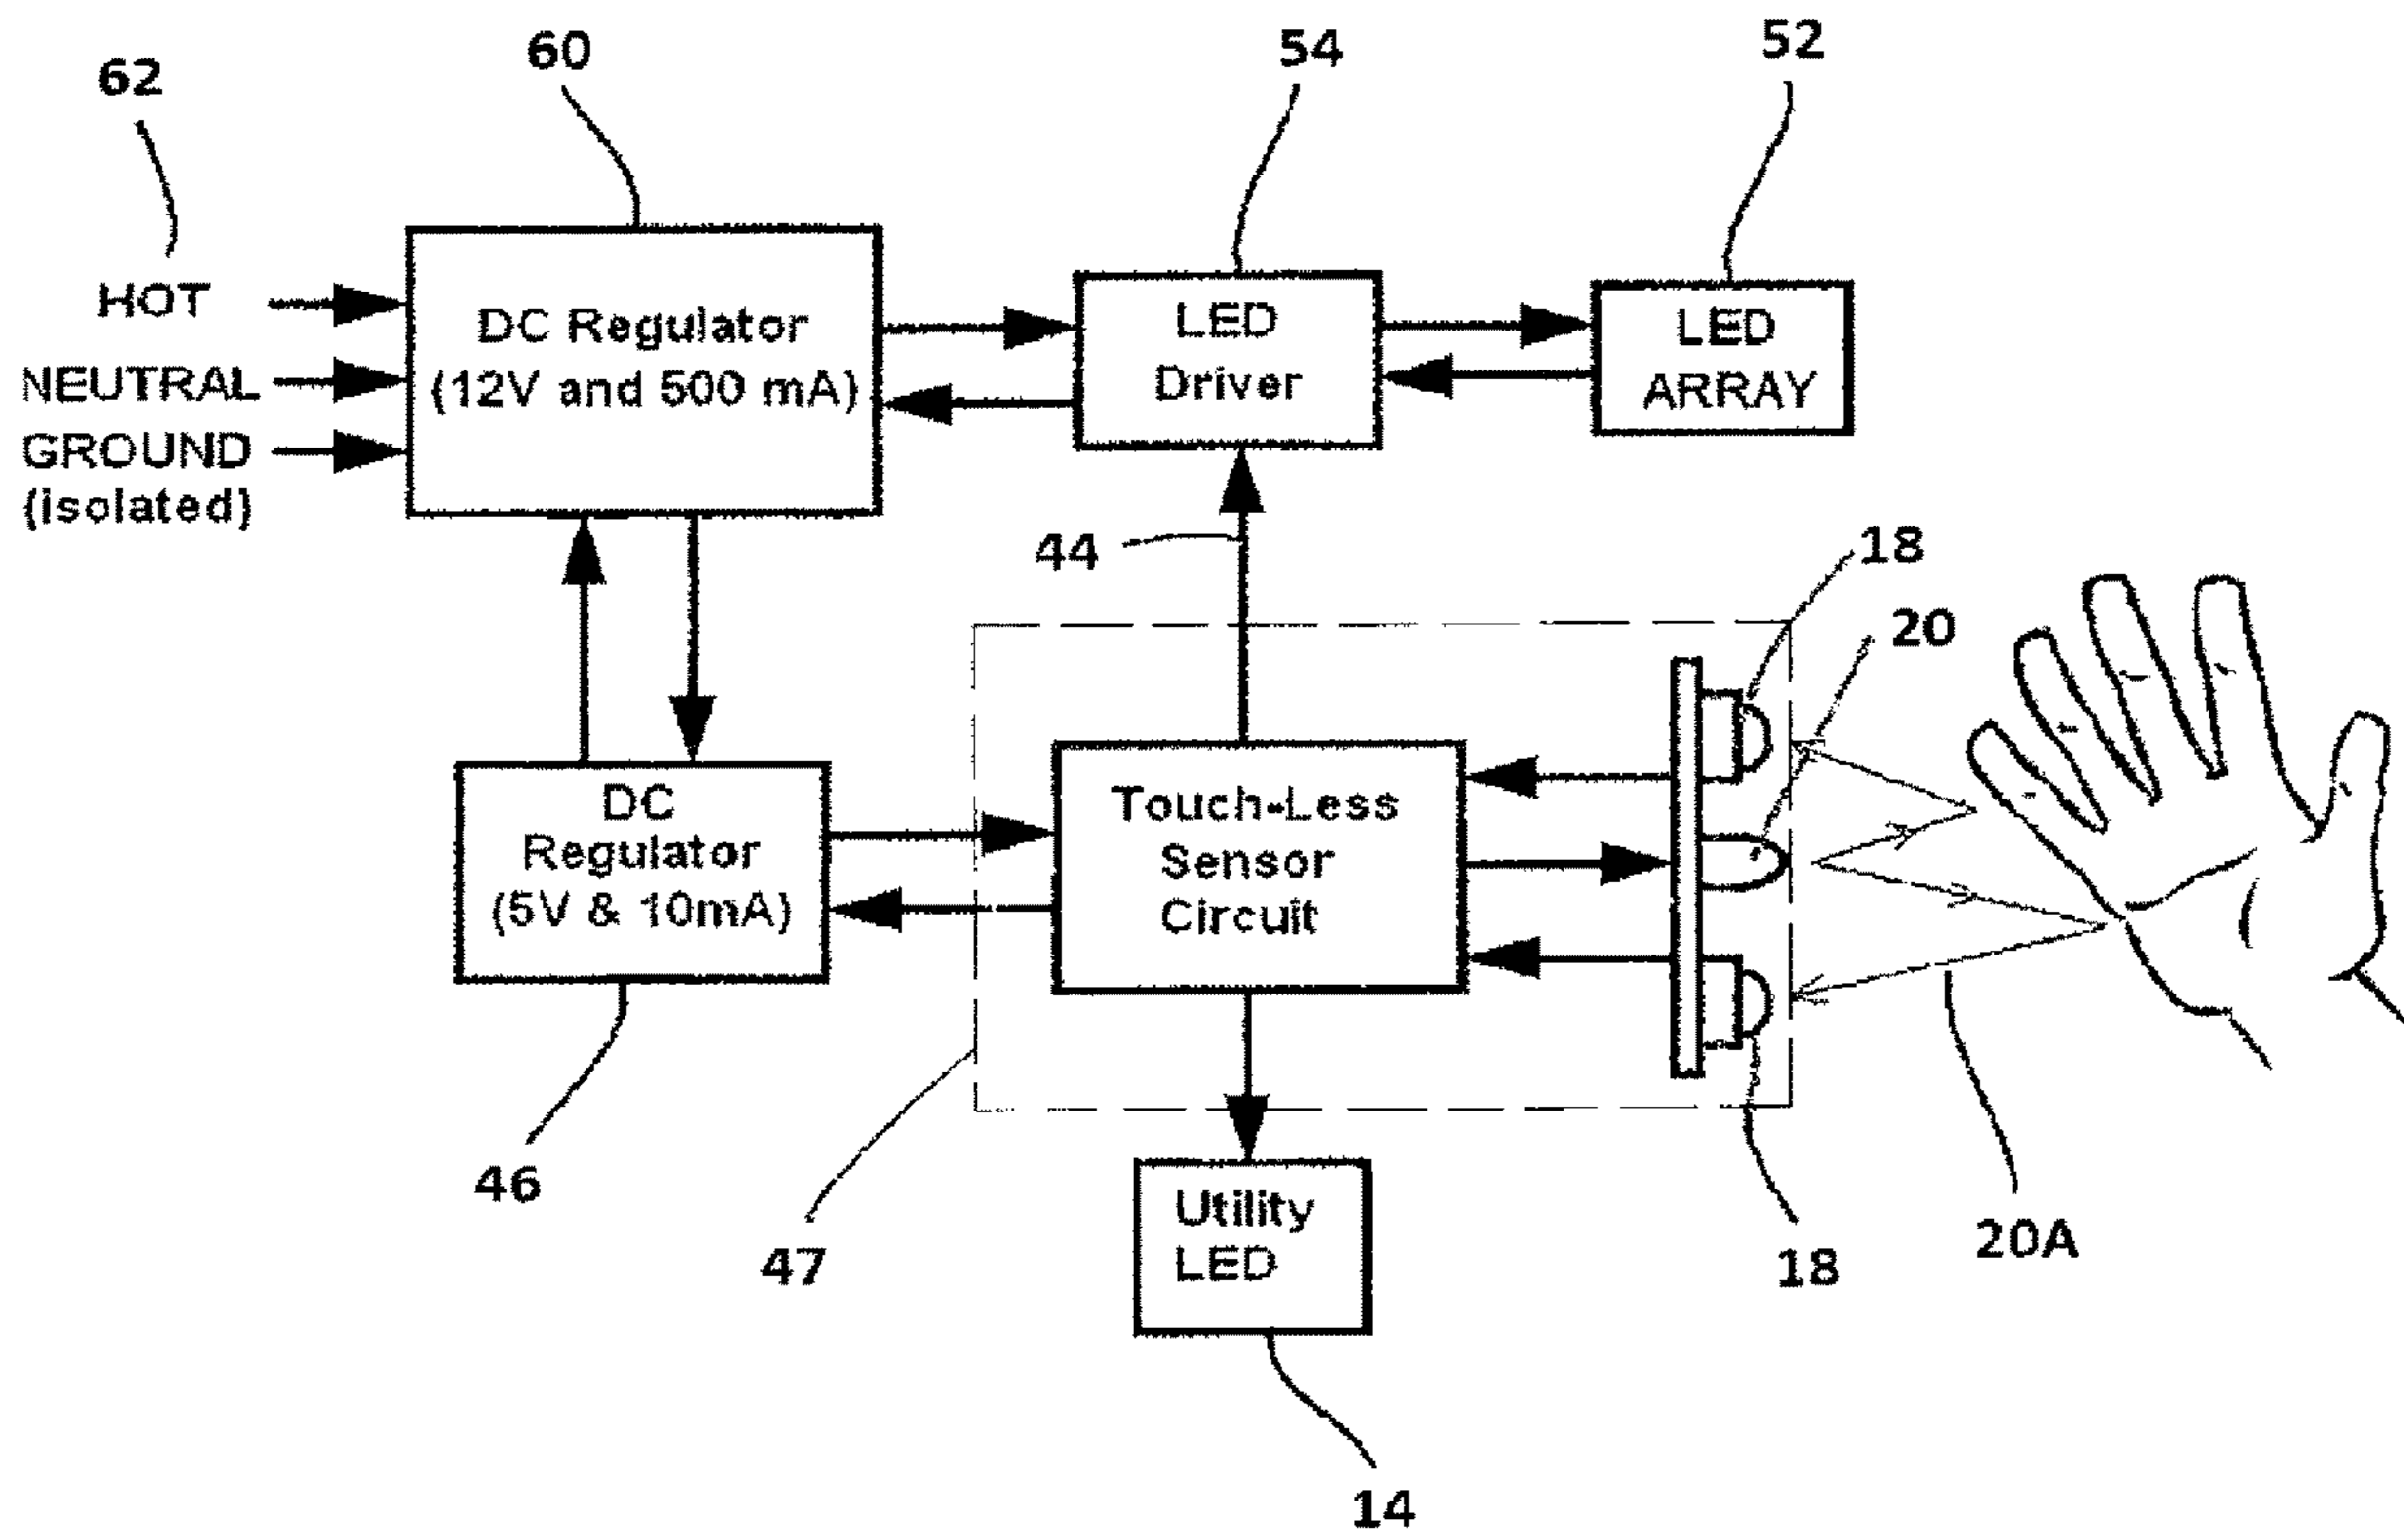 62
60
54
52
HOT
NEUTRAL
GROUND
(isolated)
DC Regulator
(12V and 500 mA)
LED
Driver
LED
ARRAY
44
18
20
DC
Regulator
(5V & 10mA)
Touch-Less
Sensor
Circuit
46
47
Utility
LED
18
20A
14